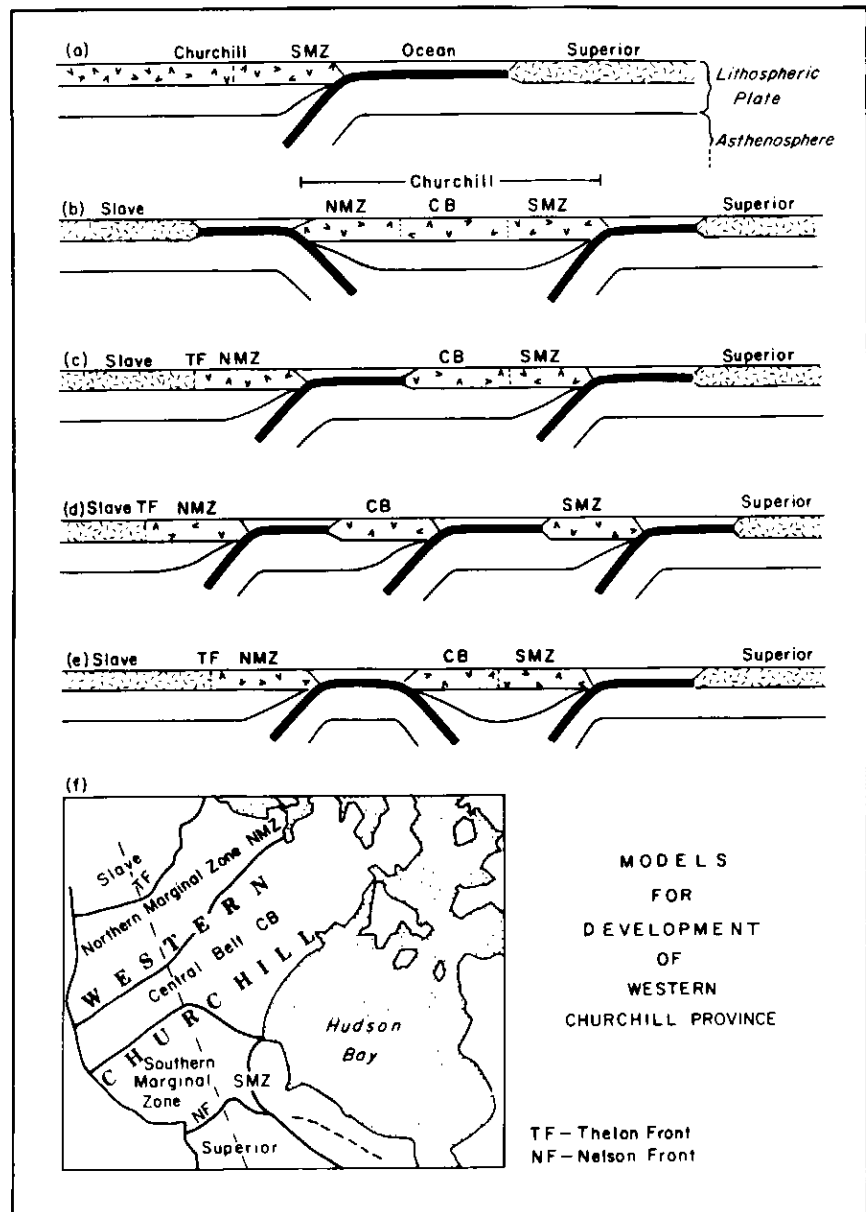 (a) Churchill SMZ Ocean Superior
Lithospheric
Plate
Asthenosphere
Churchill
(b) Slave NMZ CB SMZ Superior
(c) Slave TF NMZ CB SMZ Superior
(d) Slave TF NMZ CB SMZ Superior
(e) Slave TF NMZ CB SMZ Superior
(f)
Slave
TF
Northern Marginal Zone NMZ
WESTERN
Central Belt CB
CHURCHILL
Southern
Marginal
Zone
SMZ
NF
Superior
Hudson
Bay
MODELS
FOR
DEVELOPMENT
OF
WESTERN
CHURCHILL PROVINCE
TF – Thelon Front
NF – Nelson Front